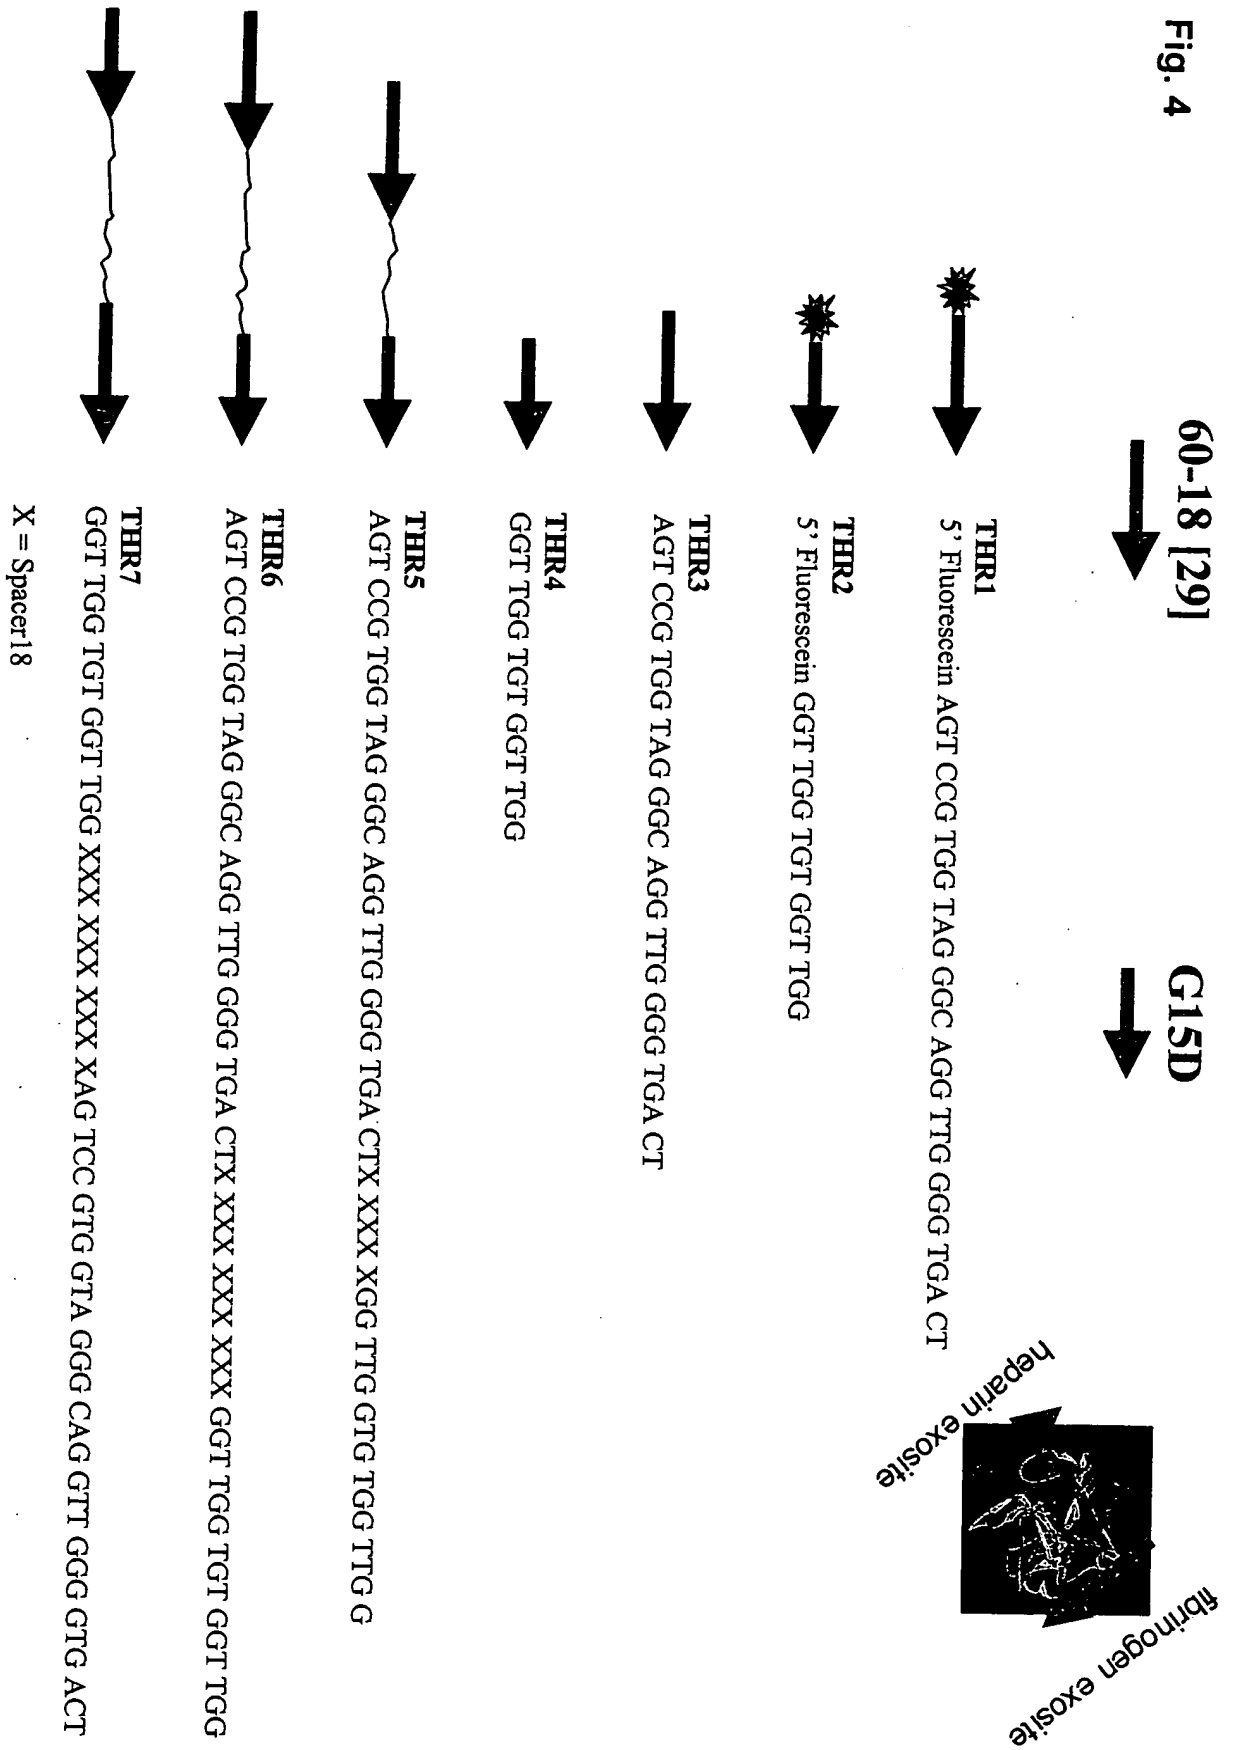 Fig. 4
60-18 [29]
G15D
heparin exosite
fibrinogen exosite
THR1
5' Fluorescein AGT CCG TGG TAG GGC AGG TTG GGG TGA CT
THR2
5' Fluorescein GGT TGG TGT GGT TGG
THR3
AGT CCG TGG TAG GGC AGG TTG GGG TGA CT
THR4
GGT TGG TGT GGT TGG
THR5
AGT CCG TGG TAG GGC AGG TTG GGG TGA CTX XXX XGG TTG GTG TGG TTG G
THR6
AGT CCG TGG TAG GGC AGG TTG GGG TGA CTX XXX XXX XXX GGT TGG TGT GGT TGG
THR7
GGT TGG TGT GGT TGG XXX XXX XXX XAG TCC GTG GTA GGG CAG GTT GGG GTG ACT
X = Spacer18